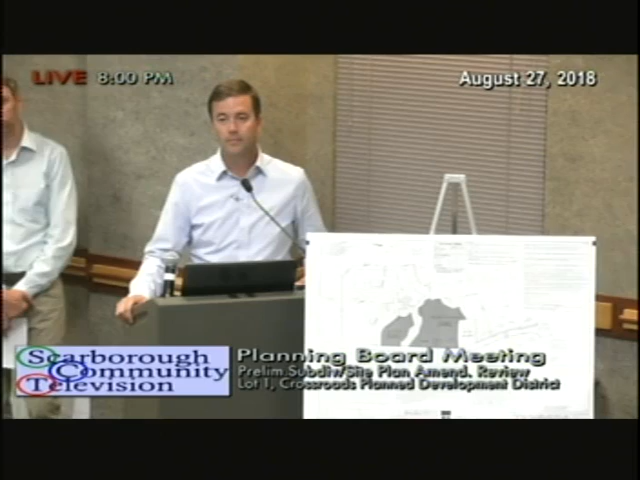 LIVE 8:00 PM
August 27, 2018
Scarborough
Community
Television
Planning Board Meeting
Prelim.Subdiv/Site Plan Amend. Review
Lot 1, Crossroads Planned Development District